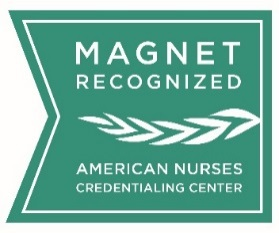 MAGNET
RECOGNIZED
AMERICAN NURSES
CREDENTIALING CENTER